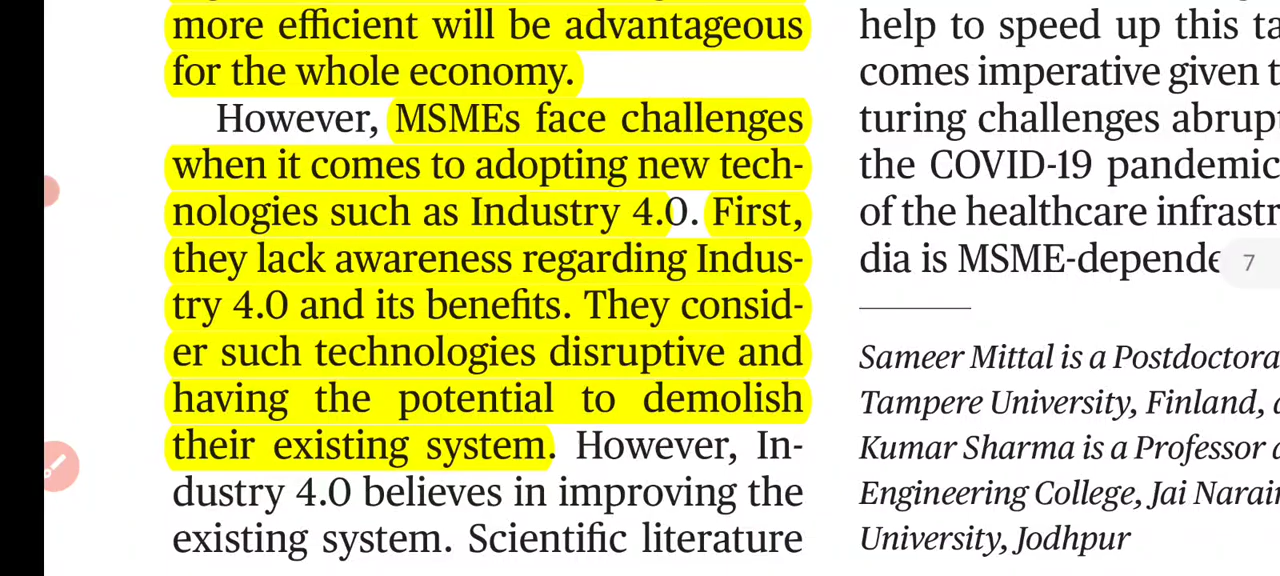 more efficient will be advantageous
for the whole economy.
However, MSMEs face challenges
when it comes to adopting new tech-
nologies such as Industry 4.0. First,
they lack awareness regarding Indus-
try 4.0 and its benefits. They consid-
er such technologies disruptive and
having the potential to demolish
their existing system. However, In-
dustry 4.0 believes in improving the
existing system. Scientific literature
help to speed up this
comes imperative given
turing challenges
the COVID-19 pandemic
of the healthcare
dia is MSME-depende
7
Sameer Mittal is a
Tampere University, Finland,
Kumar Sharma is a Professor
Engineering College, Jai
University, Jodhpur